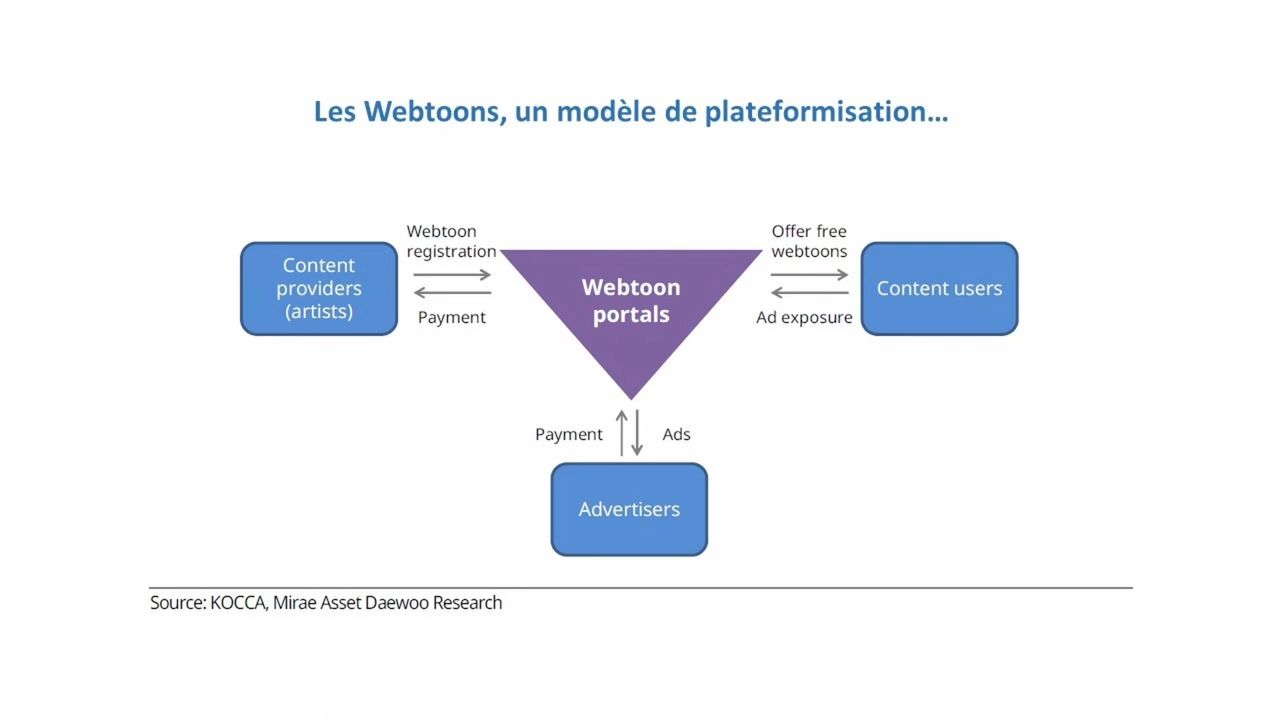 Les Webtoons, un modèle de plateformisation…
Webtoon
registration
Offer free
webtoons
Content
providers
(artists)
Webtoon
portals
Content users
Payment
Ad exposure
Payment
Ads
Advertisers
Source: KOCCA, Mirae Asset Daewoo Research